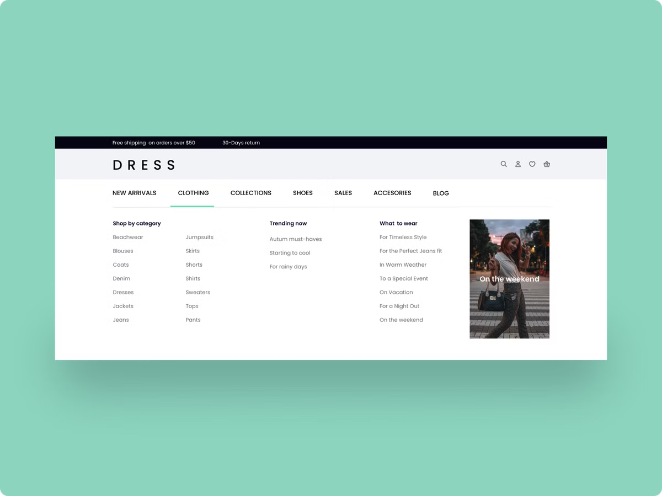 Free shipping on orders over $50 30-Days return
DRESS
NEW ARRIVALS CLOTHING COLLECTIONS SHOES SALES ACCESORIES BLOG
Shop by category
Beachwear
Blouses
Coats
Denim
Dresses
Jackets
Jeans
Jumpsuits
Skirts
Shorts
Shirts
Sweaters
Tops
Pants
Trending now
Autum must-haves
Starting to cool
For rainy days
What to wear
For Timeless Style
For the Perfect Jeans fit
In Warm Weather
To a Special Event
On Vacation
For a Night Out
On the weekend
On the weekend